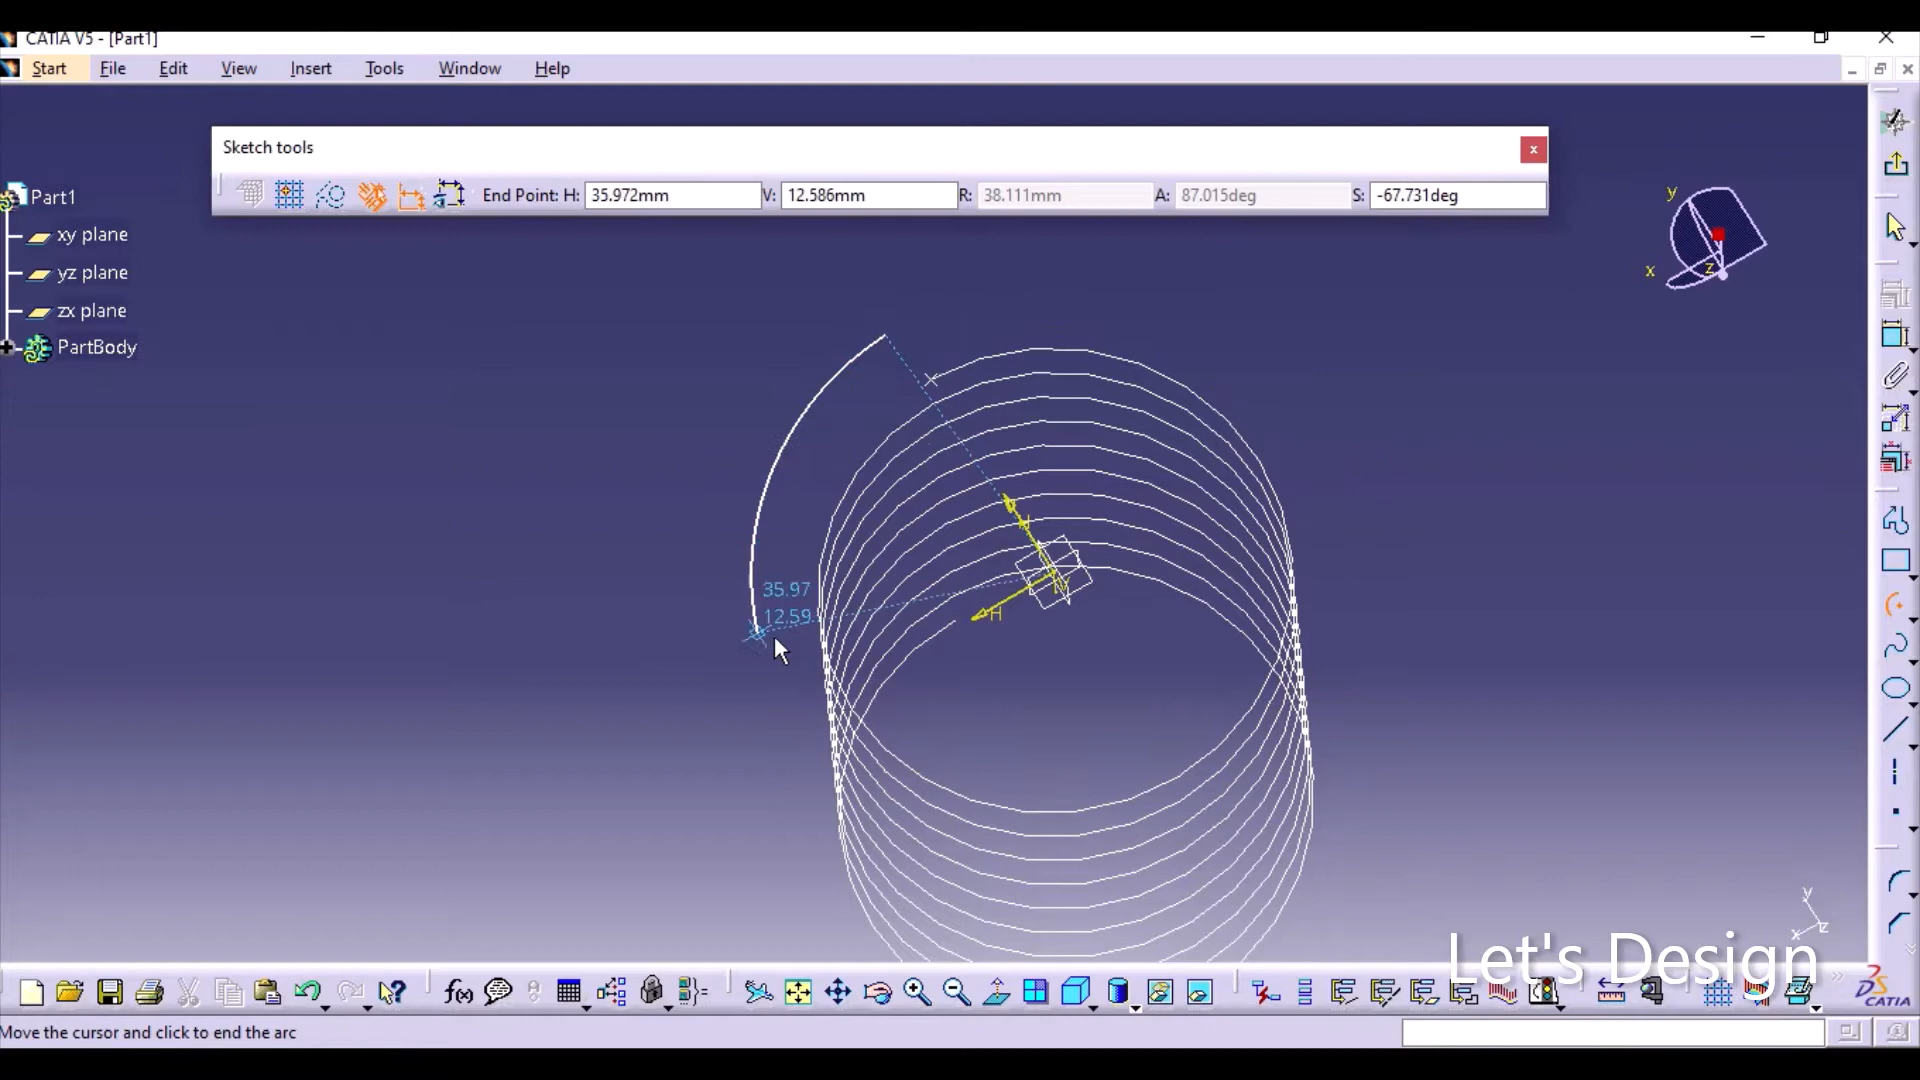 CATIA V5 - [Part1]
Start File Edit View Insert Tools Window Help
Sketch tools
x
End Point: H: 35.972mm V: 12.586mm R: 38.111mm A: 87.015deg S: -67.731deg
Part1
xy plane
yz plane
zx plane
PartBody
y
x
z
35.97
12.59
H
V
H
y
x
z
Let's Design
f(x)
CATIA
Move the cursor and click to end the arc